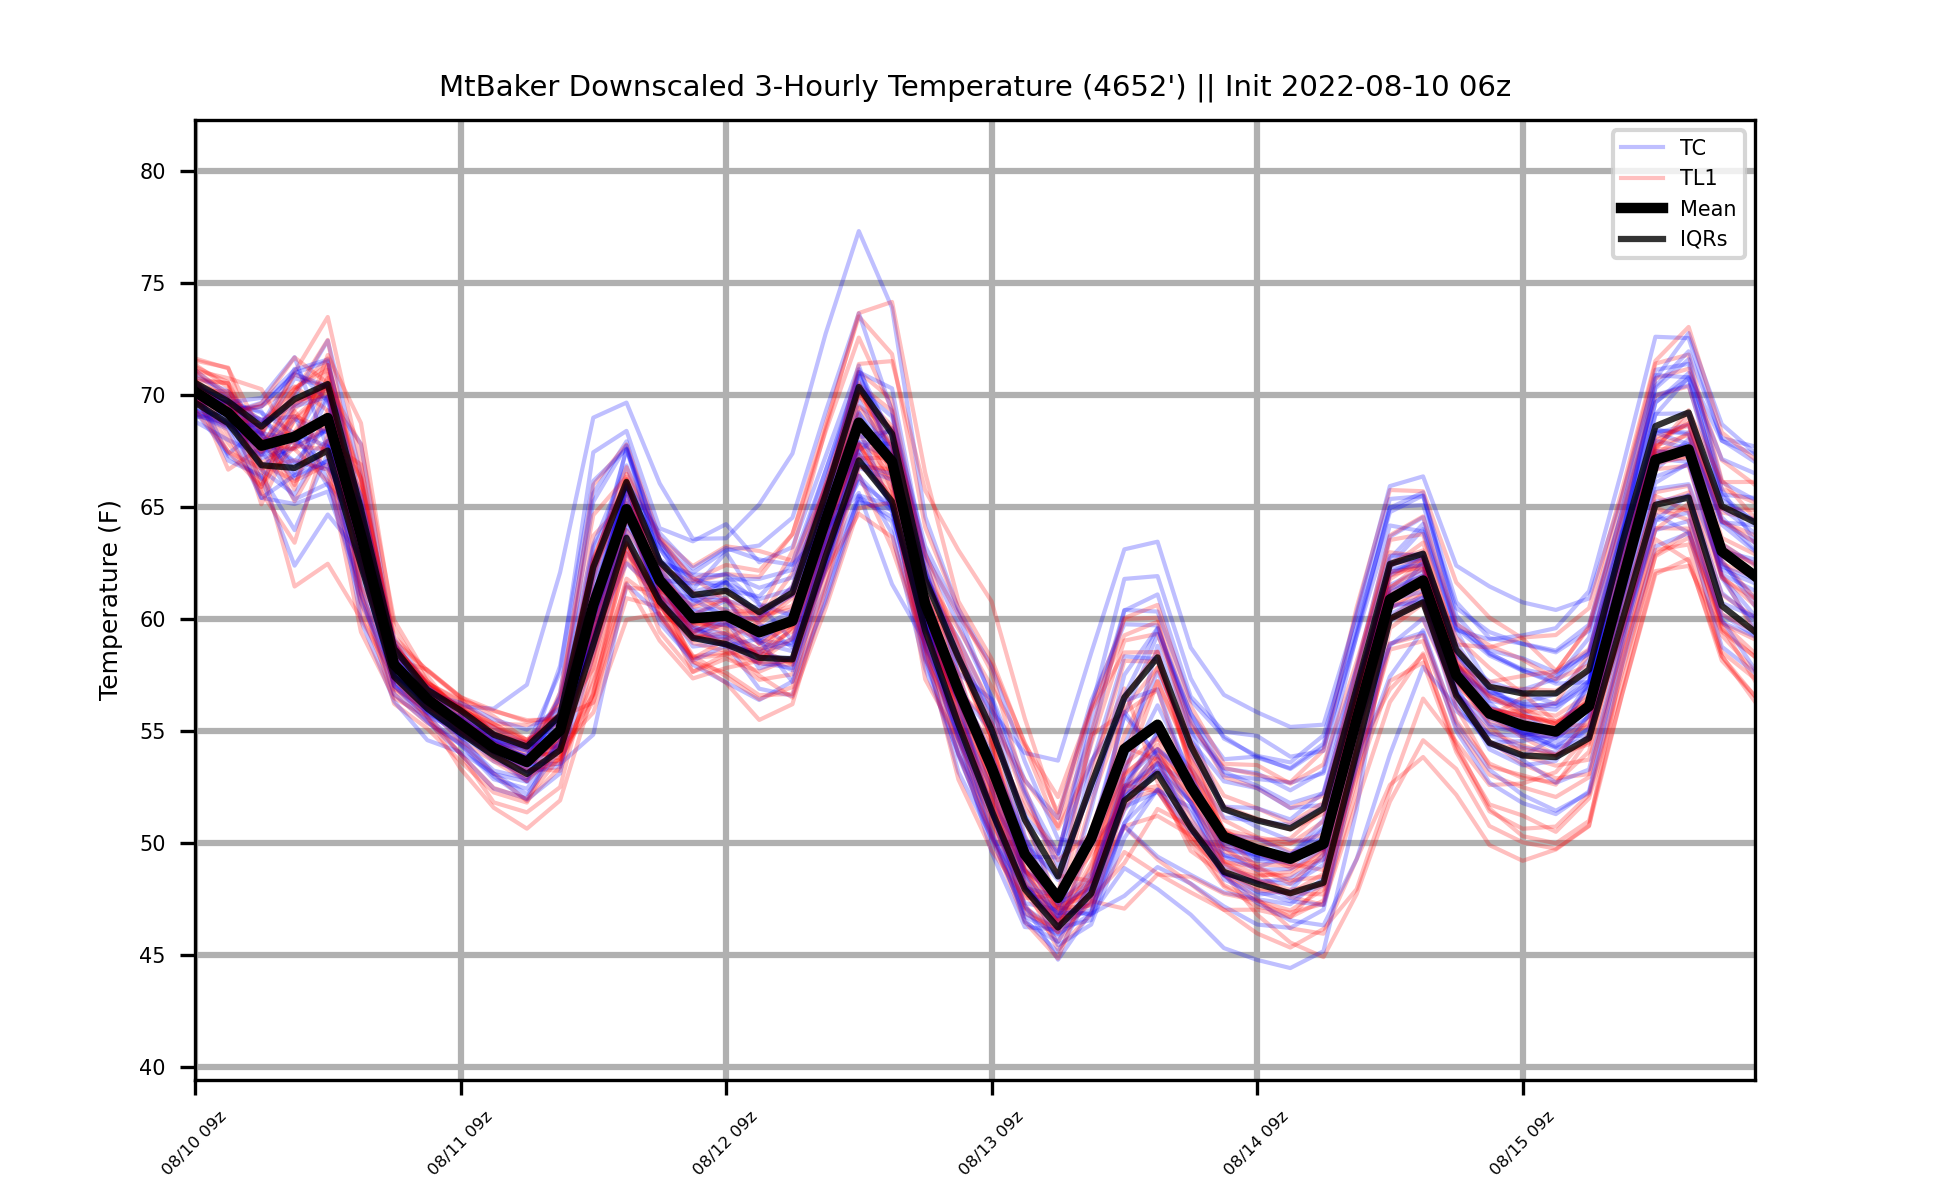 MtBaker Downscaled 3-Hourly Temperature (4652') || Init 2022-08-10 06z
TC
TL1
Mean
IQRs
Temperature (F)
80
75
70
65
60
55
50
45
40
08/10 09z
08/11 09z
08/12 09z
08/13 09z
08/14 09z
08/15 09z